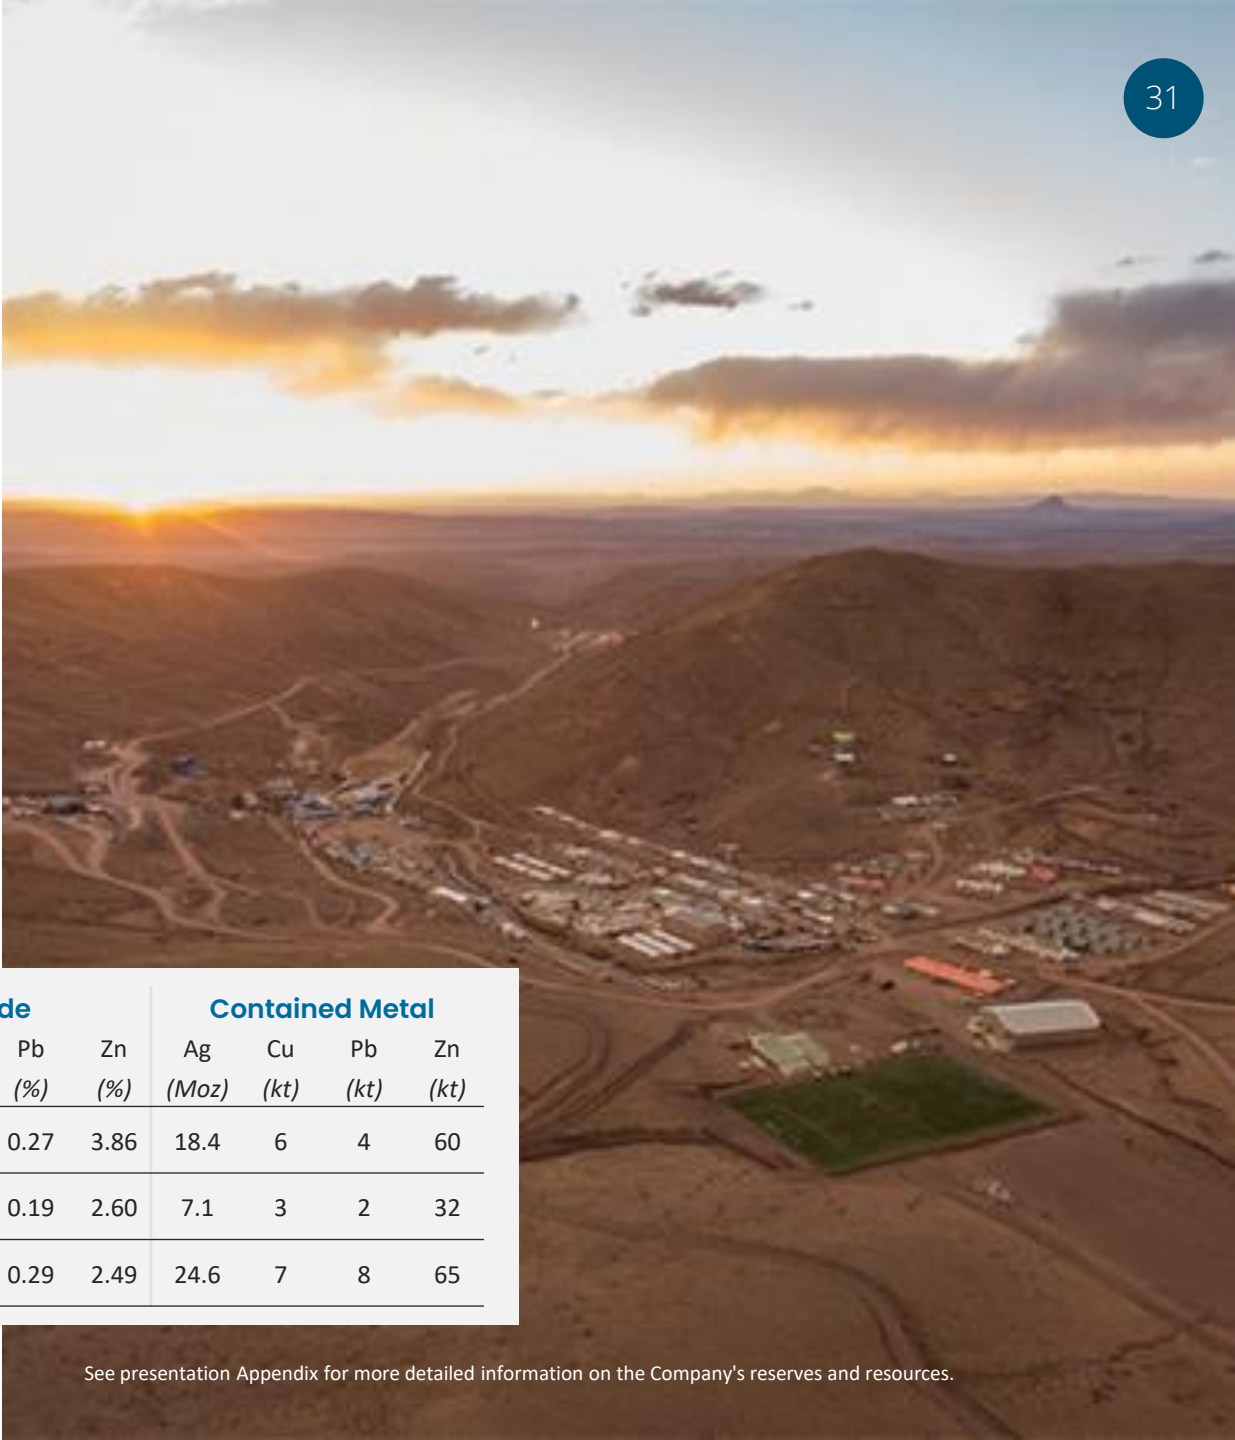 31
de Contained Metal
Pb Zn Ag Cu Pb Zn
(%) (%) (Moz) (kt) (kt) (kt)
0.27 3.86 18.4 6 4 60
0.19 2.60 7.1 3 2 32
0.29 2.49 24.6 7 8 65
See presentation Appendix for more detailed information on the Company's reserves and resources.